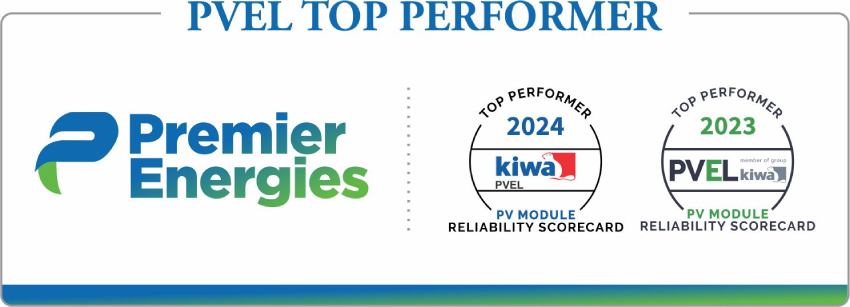 PVEL TOP PERFORMER
Premier
Energies
TOP PERFORMER
2024
kiwa
PVEL
PV MODULE
RELIABILITY SCORECARD
TOP PERFORMER
2023
member of group
PVEL kiwa
PV MODULE
RELIABILITY SCORECARD